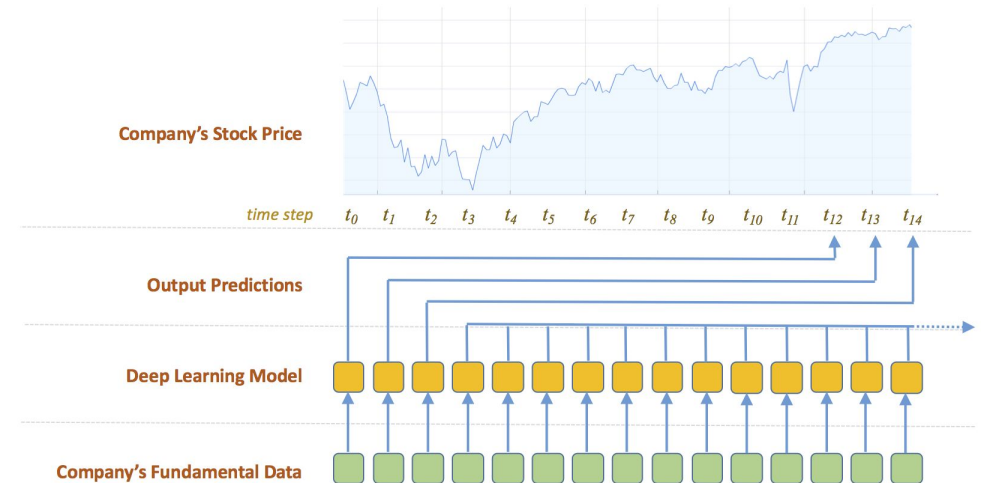 Company's Stock Price
time step t0 t1 t2 t3 t4 t5 t6 t7 t8 t9 t10 t11 t12 t13 t14
Output Predictions
Deep Learning Model
Company's Fundamental Data